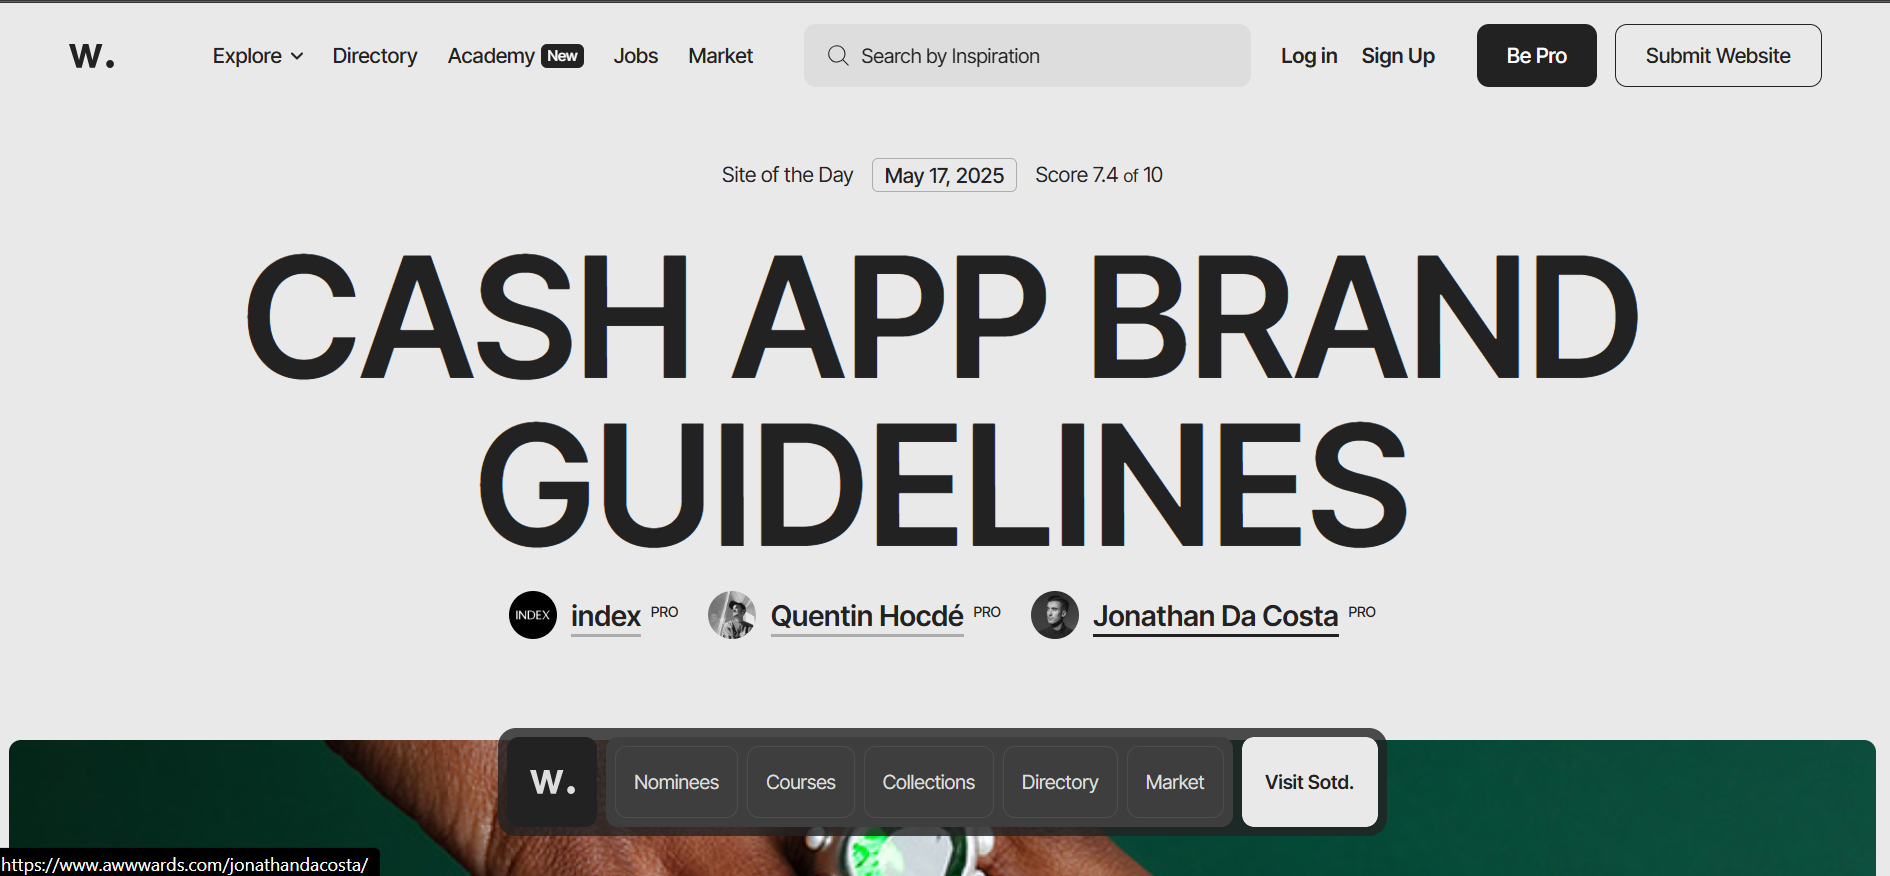 W. Explore Directory Academy New Jobs Market Search by Inspiration Log in Sign Up Be Pro Submit Website
Site of the Day May 17, 2025 Score 7.4 of 10
CASH APP BRAND
GUIDELINES
INDEX index PRO Quentin Hocdé PRO Jonathan Da Costa PRO
W. Nominees Courses Collections Directory Market Visit Sotd.
https://www.awwwards.com/jonathandacosta/